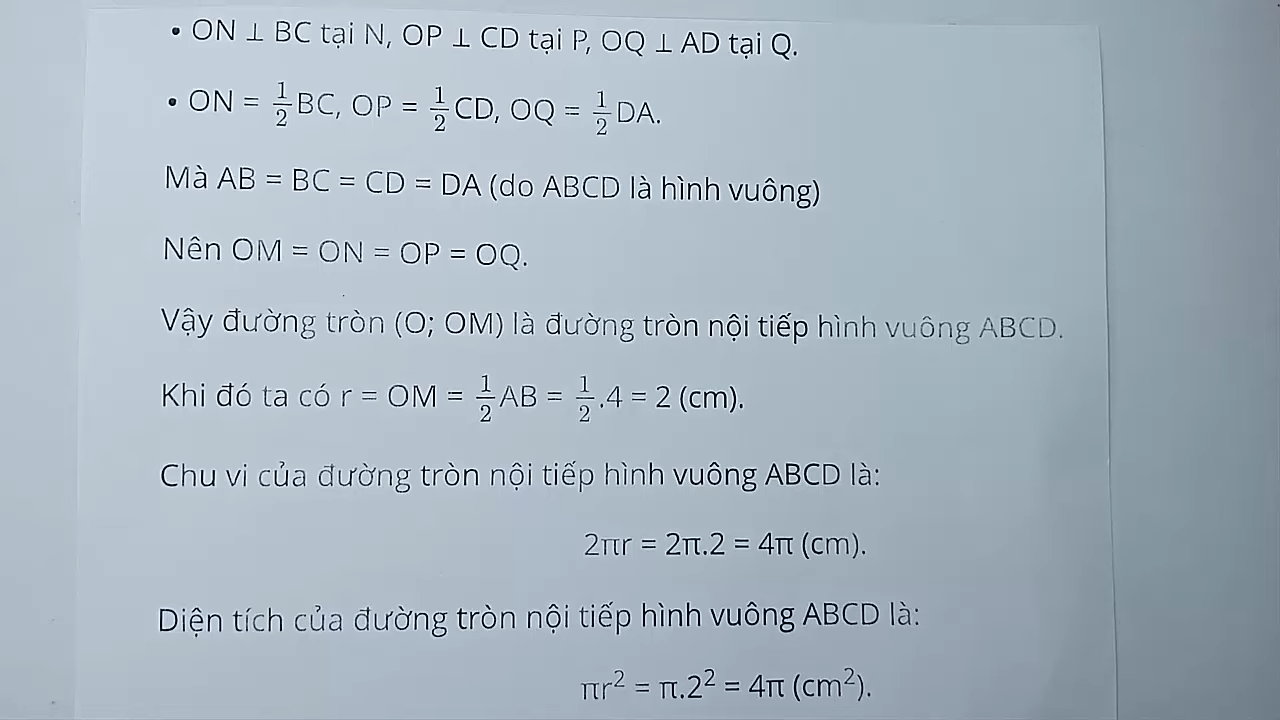 • ON ⊥ BC tại N, OP ⊥ CD tại P, OQ ⊥ AD tại Q.
• ON = 1/2 BC, OP = 1/2 CD, OQ = 1/2 DA.
Mà AB = BC = CD = DA (do ABCD là hình vuông)
Nên OM = ON = OP = OQ.
Vậy đường tròn (O; OM) là đường tròn nội tiếp hình vuông ABCD.
Khi đó ta có r = OM = 1/2 AB = 1/2 .4 = 2 (cm).
Chu vi của đường tròn nội tiếp hình vuông ABCD là:
2πr = 2π.2 = 4π (cm).
Diện tích của đường tròn nội tiếp hình vuông ABCD là:
πr² = π.2² = 4π (cm²).